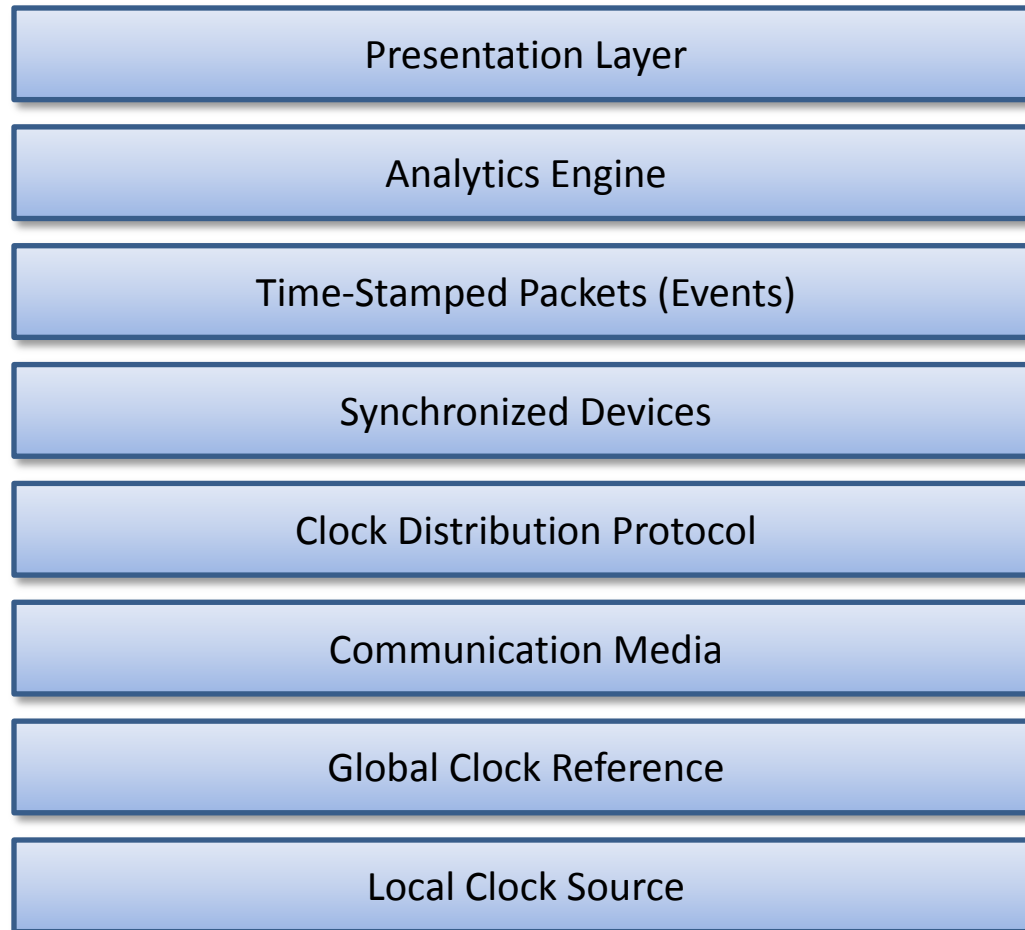 Presentation Layer
Analytics Engine
Time-Stamped Packets (Events)
Synchronized Devices
Clock Distribution Protocol
Communication Media
Global Clock Reference
Local Clock Source